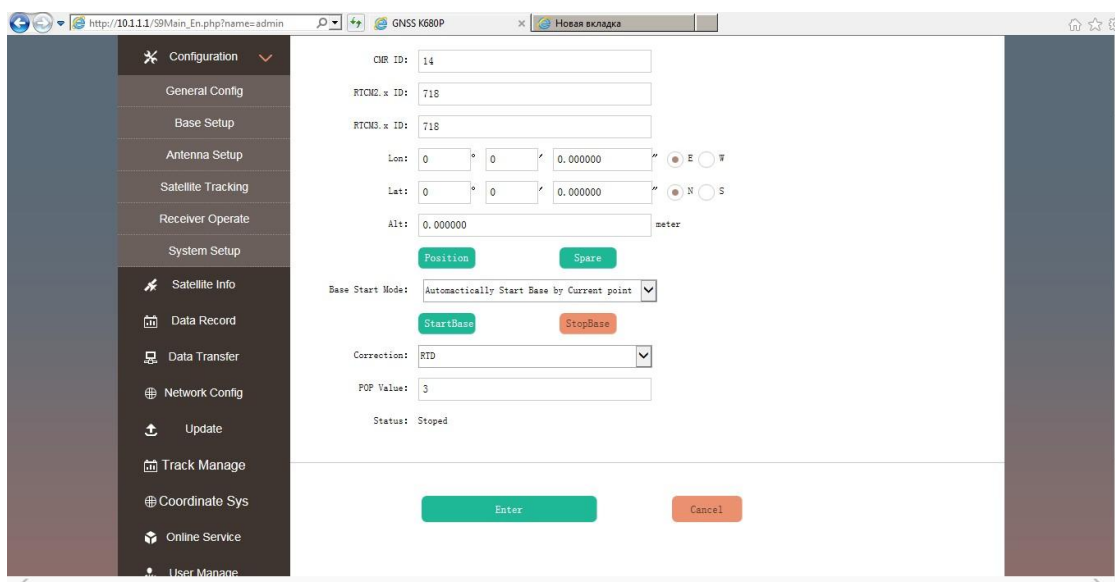 http://10.1.1.1/S9Main_En.php?name=admin
GNSS K680P
Новая вкладка
Configuration
General Config
Base Setup
Antenna Setup
Satellite Tracking
Receiver Operate
System Setup
Satellite Info
Data Record
Data Transfer
Network Config
Update
Track Manage
Coordinate Sys
Online Service
User Manage
CMR ID: 14
RTCM2.x ID: 718
RTCM3.x ID: 718
Lon: 0 ° 0 ′ 0.000000 ″ E W
Lat: 0 ° 0 ′ 0.000000 ″ N S
Alt: 0.000000 meter
Position Spare
Base Start Mode: Automactically Start Base by Current point
StartBase StopBase
Correction: RTD
POP Value: 3
Status: Stoped
Enter Cancel